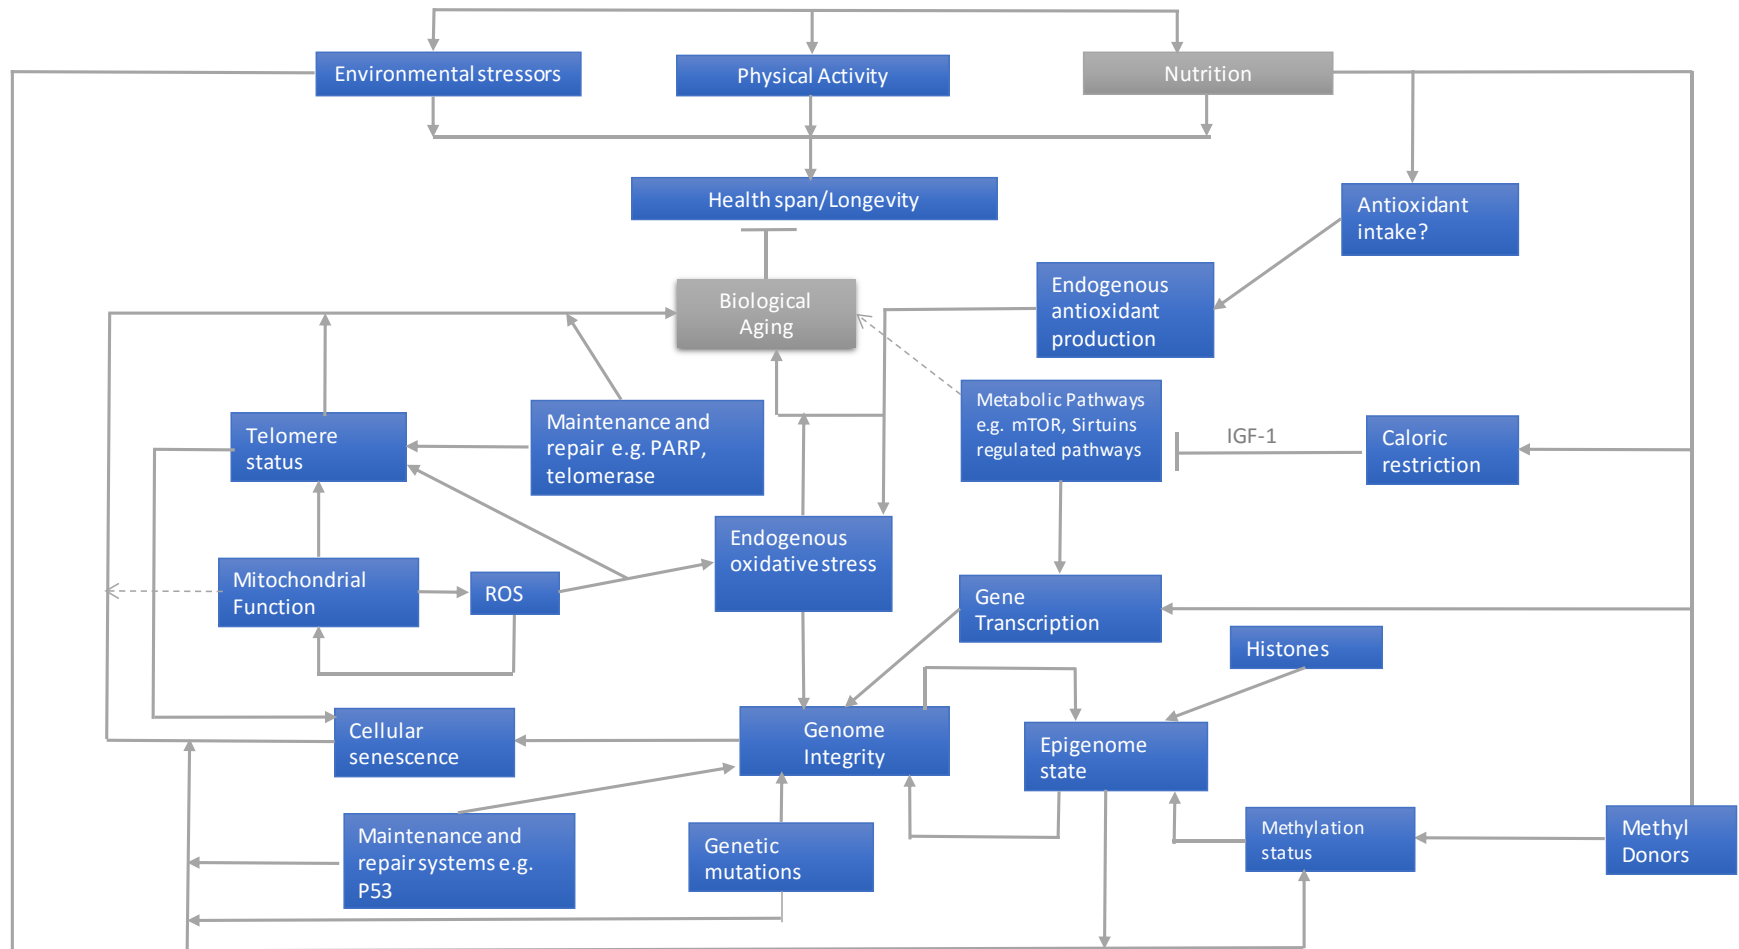 Environmental stressors
Physical Activity
Nutrition
Health span/Longevity
Antioxidant
intake?
Biological
Aging
Endogenous
antioxidant
production
Metabolic Pathways
e.g. mTOR, Sirtuins
regulated pathways
IGF-1
Caloric
restriction
Telomere
status
Maintenance and
repair e.g. PARP,
telomerase
Endogenous
oxidative stress
Mitochondrial
Function
ROS
Gene
Transcription
Histones
Cellular
senescence
Genome
Integrity
Epigenome
state
Maintenance and
repair systems e.g.
P53
Genetic
mutations
Methylation
status
Methyl
Donors